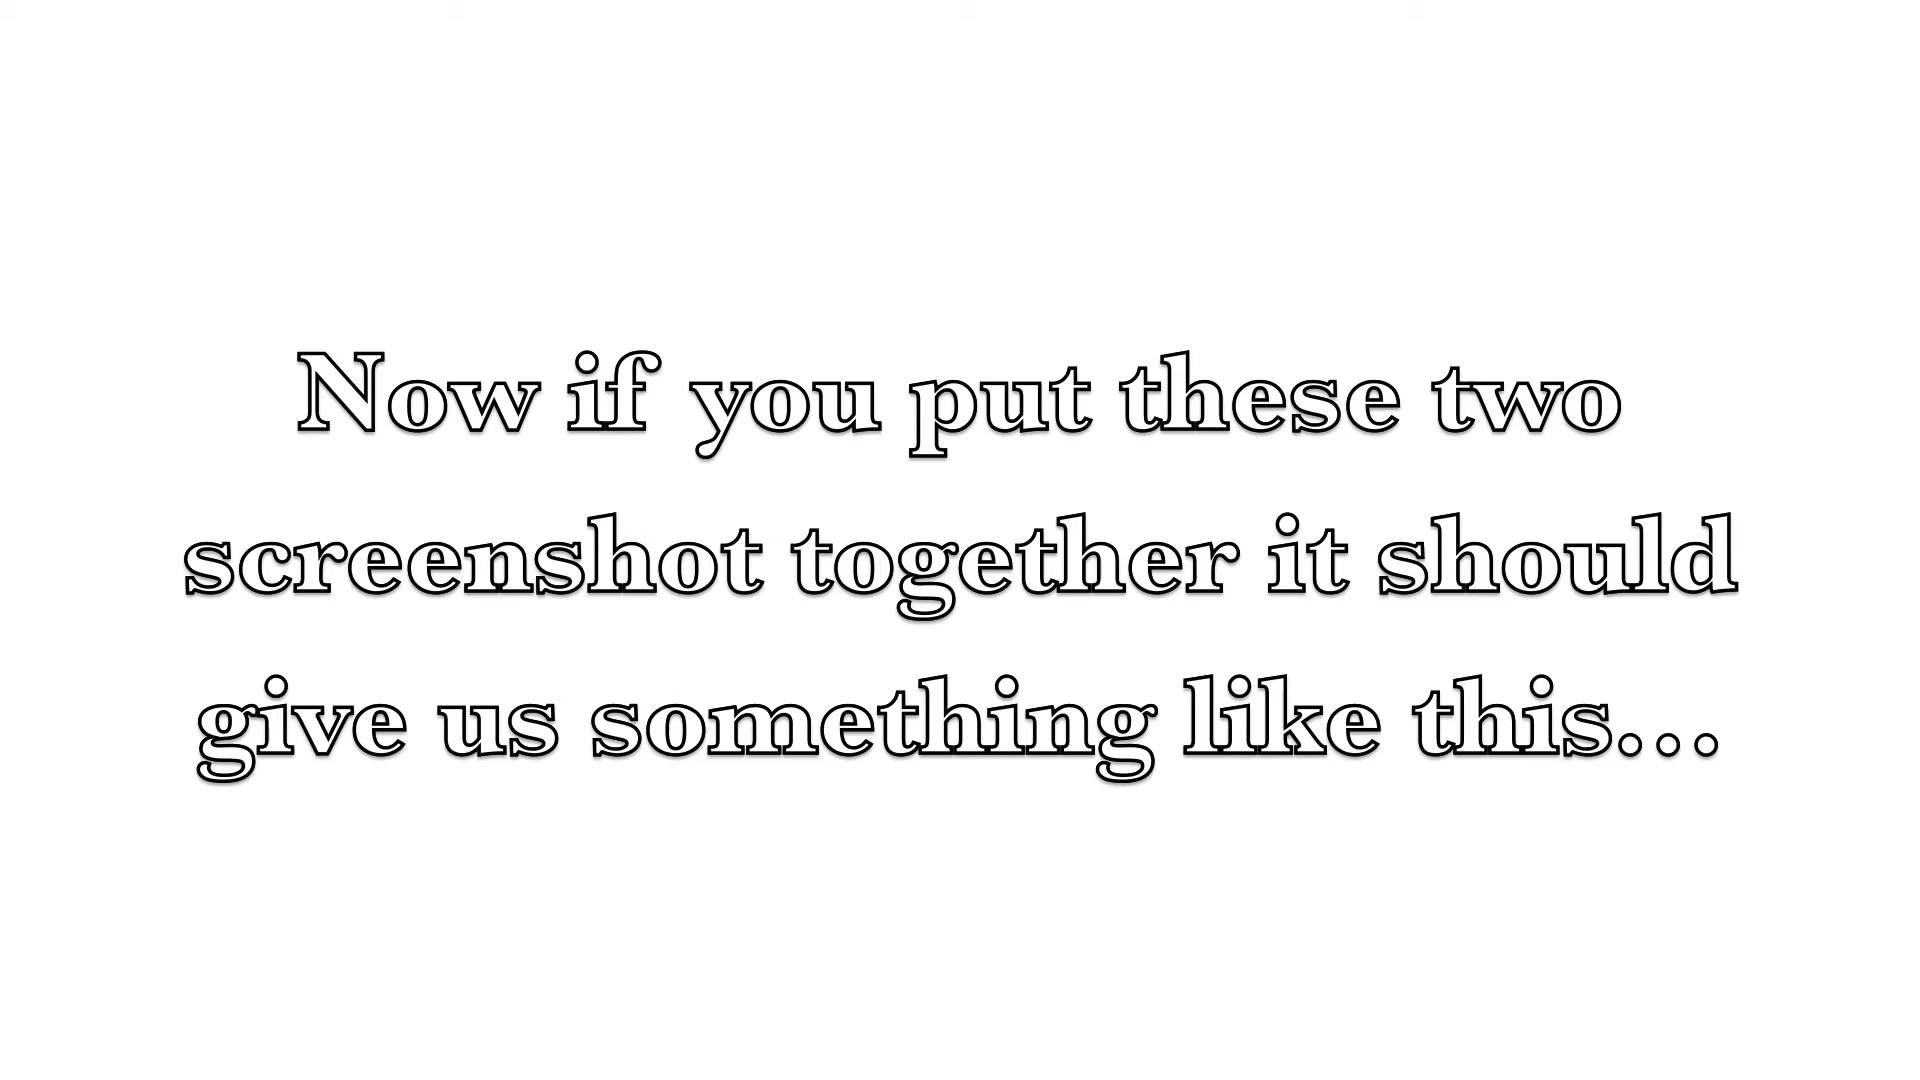 Now if you put these two
screenshot together it should
give us something like this...